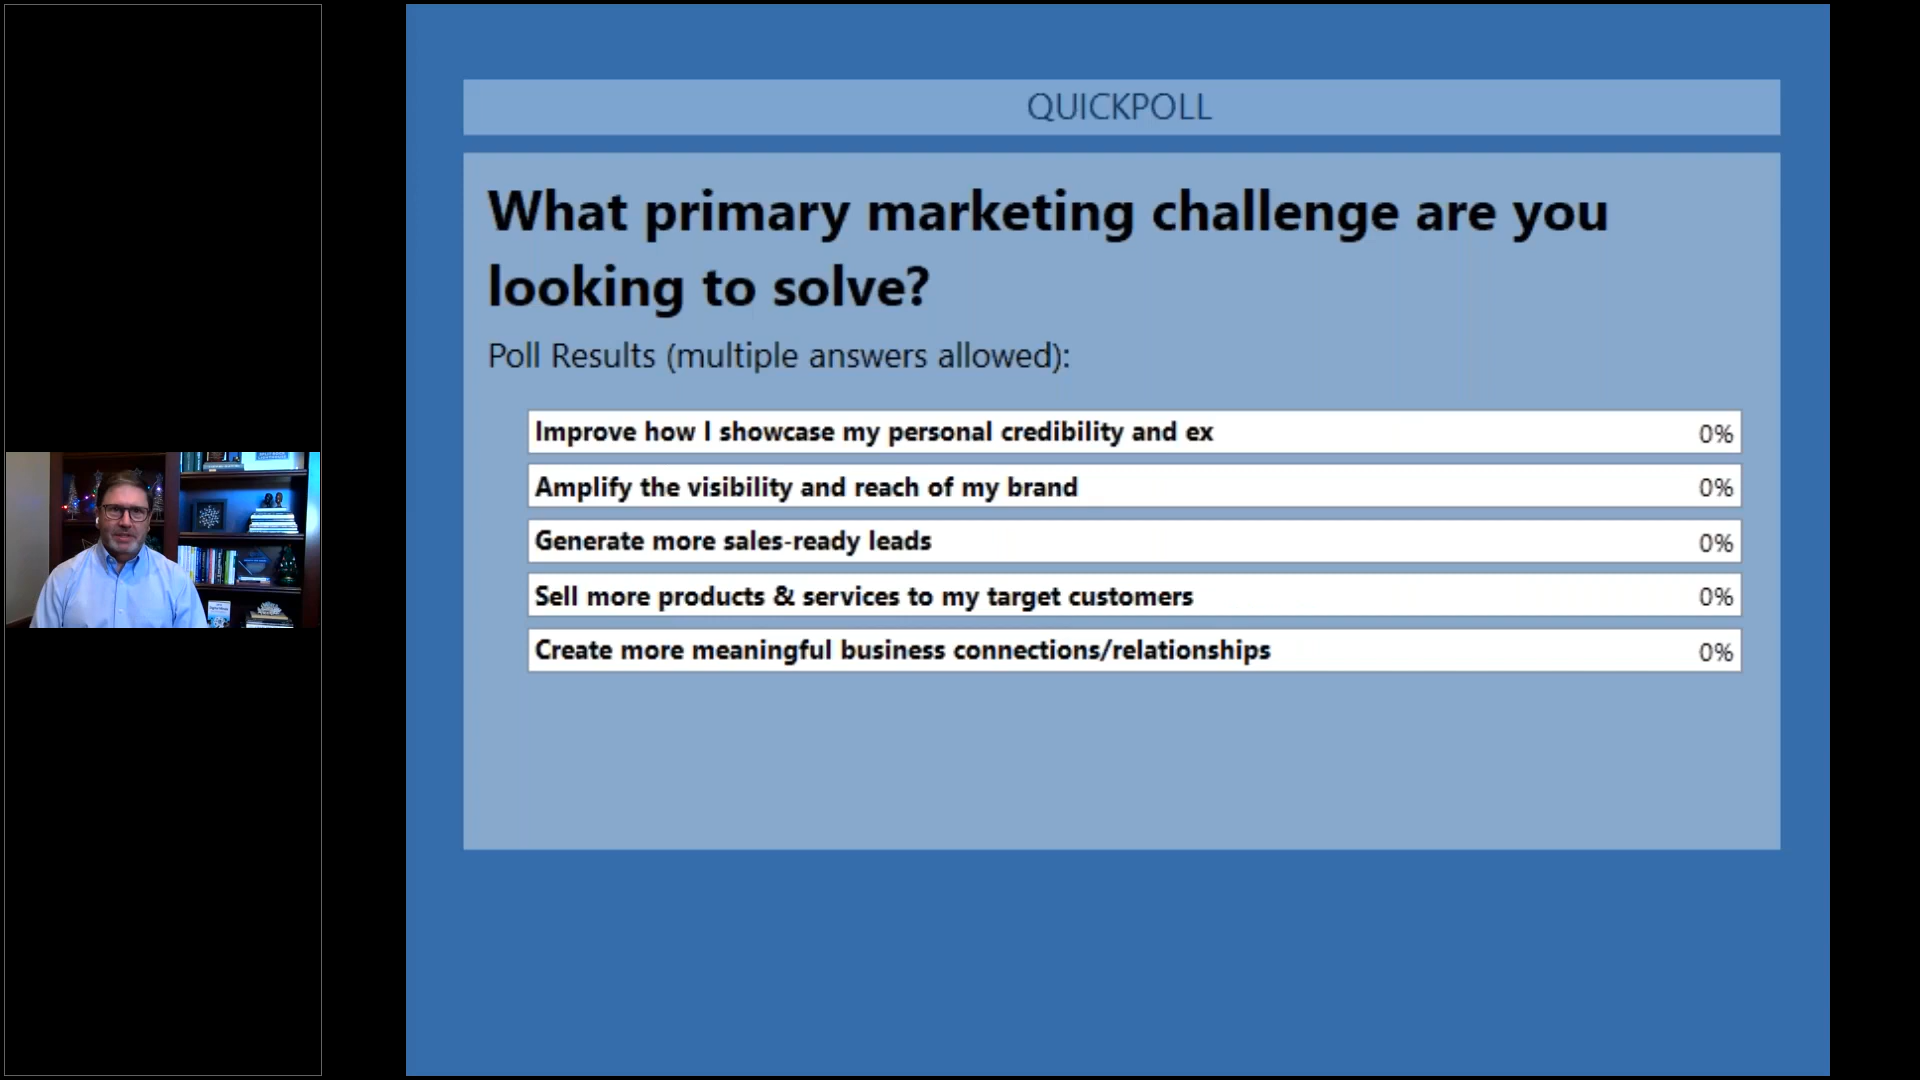 QUICKPOLL
What primary marketing challenge are you
looking to solve?
Poll Results (multiple answers allowed):
Improve how I showcase my personal credibility and ex 0%
Amplify the visibility and reach of my brand 0%
Generate more sales-ready leads 0%
Sell more products & services to my target customers 0%
Create more meaningful business connections/relationships 0%